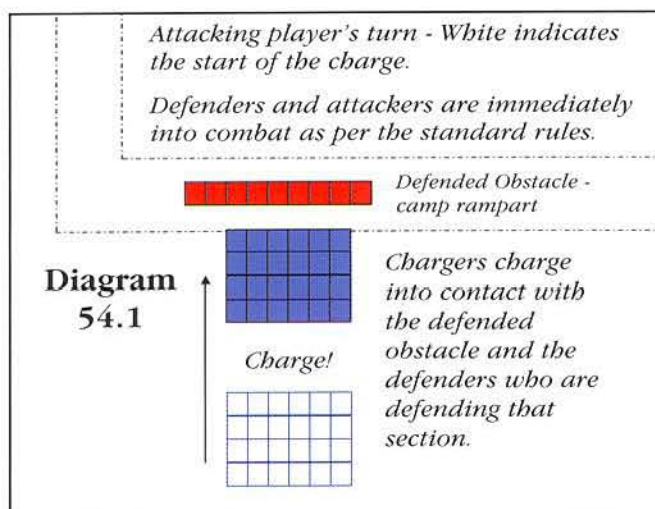 Attacking player's turn - White indicates
the start of the charge.
Defenders and attackers are immediately
into combat as per the standard rules.
Defended Obstacle -
camp rampart
Diagram
54.1
Charge!
Chargers charge
into contact with
the defended
obstacle and the
defenders who are
defending that
section.